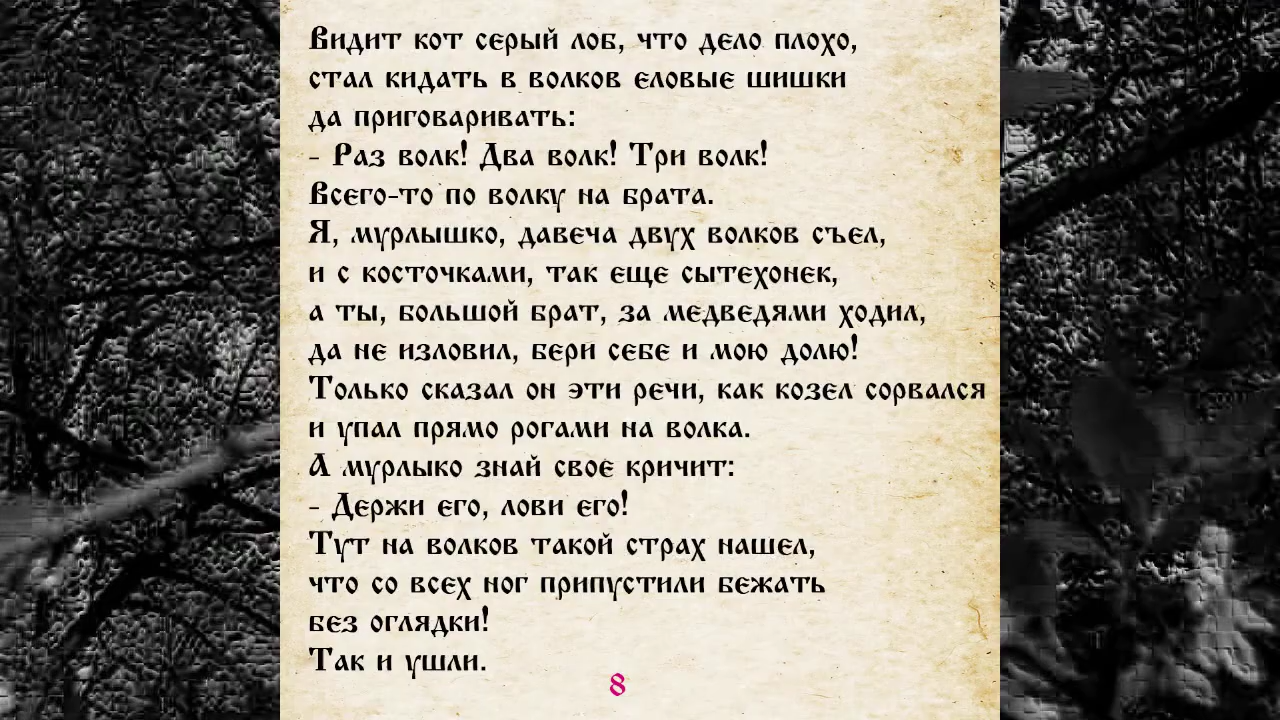 Видит кот серый лоб, что дело плохо,
стал кидать в волков еловые шишки
да приговаривать:
- Раз волк! Два волк! Три волк!
Всего-то по волку на брата.
Я, мурлышко, давеча двух волков съел,
и с косточками, так еще сытехонек,
а ты, большой брат, за медведями ходил,
да не изловил, бери себе и мою долю!
Только сказал он эти речи, как козел сорвался
и упал прямо рогами на волка.
А мурлыко знай свое кричит:
- Держи его, лови его!
Тут на волков такой страх нашел,
что со всех ног припустили бежать
без оглядки!
Так и ушли.
8